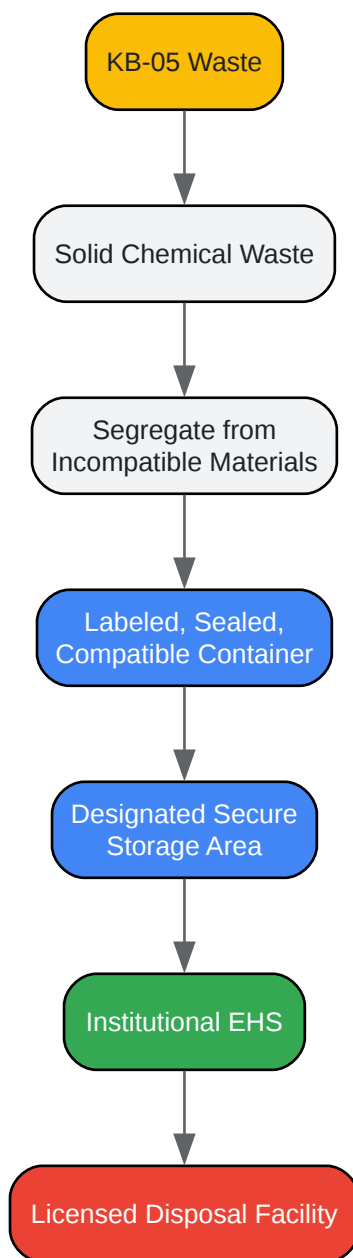 KB-05 Waste
Solid Chemical Waste
Segregate from
Incompatible Materials
Labeled, Sealed,
Compatible Container
Designated Secure
Storage Area
Institutional EHS
Licensed Disposal Facility